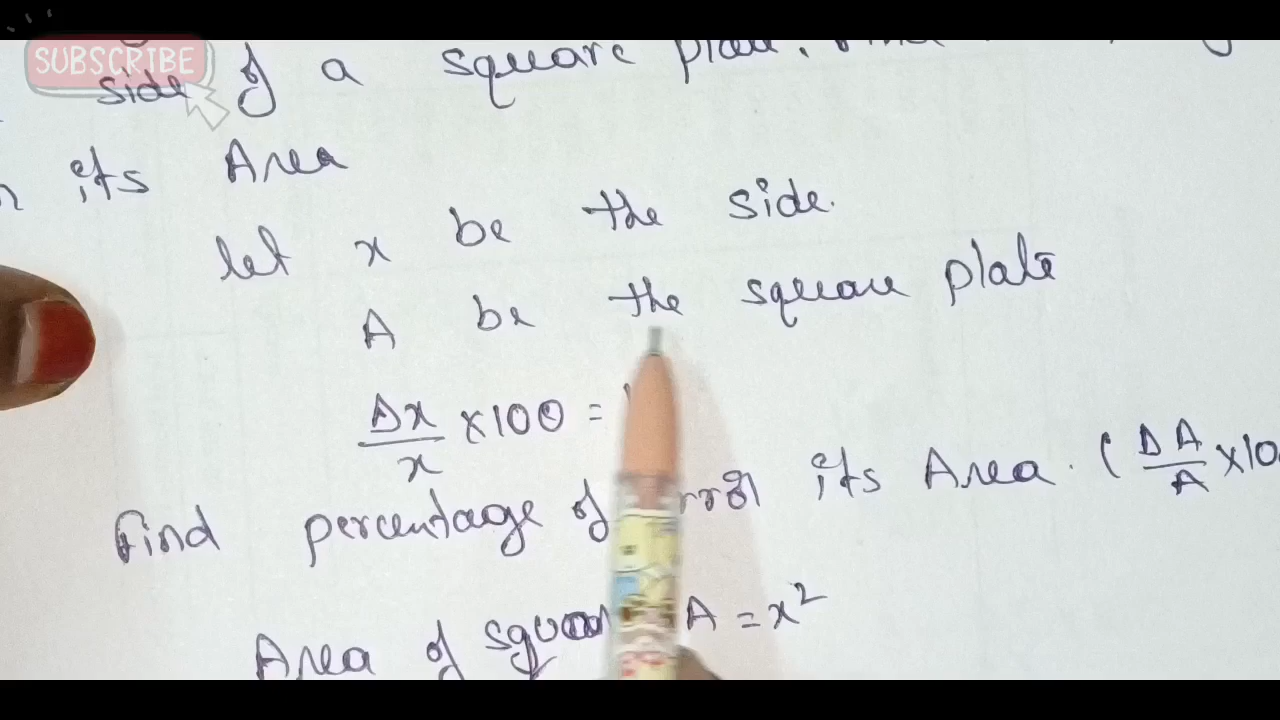 SUBSCRIBE
side of a square plate.
its Area
let x be the side.
A be the square plate
Δx/x ×100 =
Find percentage of its Area. (ΔA/A ×10
Area of A = x²